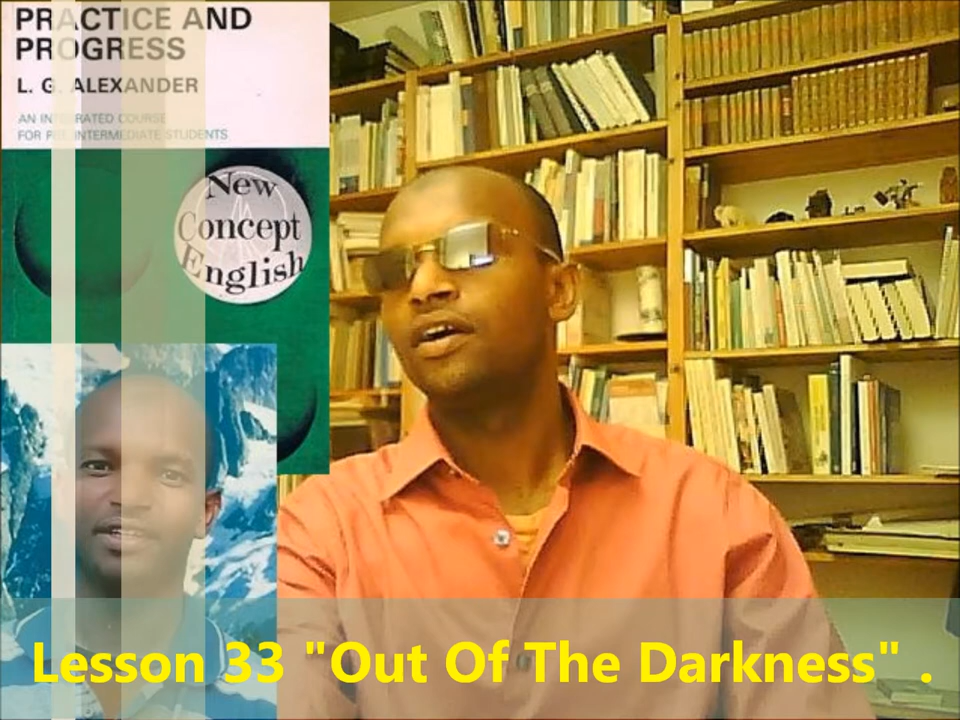 PRACTICE AND
PROGRESS
L. G. ALEXANDER
AN INTEGRATED COURSE
FOR PRE INTERMEDIATE STUDENTS
New
Concept
English
Lesson 33 "Out Of The Darkness" .